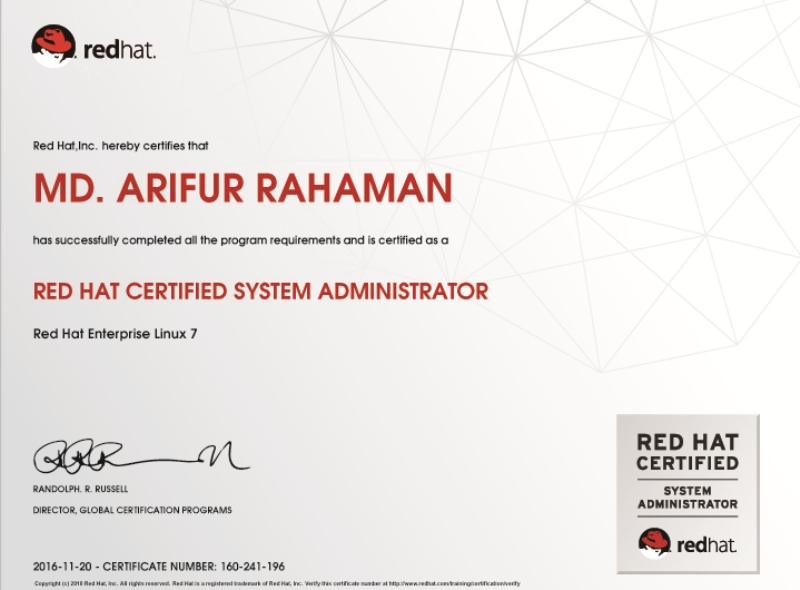 redhat.
Red Hat,Inc. hereby certifies that
MD. ARIFUR RAHAMAN
has successfully completed all the program requirements and is certified as a
RED HAT CERTIFIED SYSTEM ADMINISTRATOR
Red Hat Enterprise Linux 7
RANDOLPH. R. RUSSELL
DIRECTOR, GLOBAL CERTIFICATION PROGRAMS
RED HAT
CERTIFIED
SYSTEM
ADMINISTRATOR
redhat.
2016-11-20 - CERTIFICATE NUMBER: 160-241-196
Copyright (c) 2010 Red Hat, Inc. All rights reserved. Red Hat is a registered trademark of Red Hat, Inc. Verify this certificate number at http://www.redhat.com/training/certification/verify